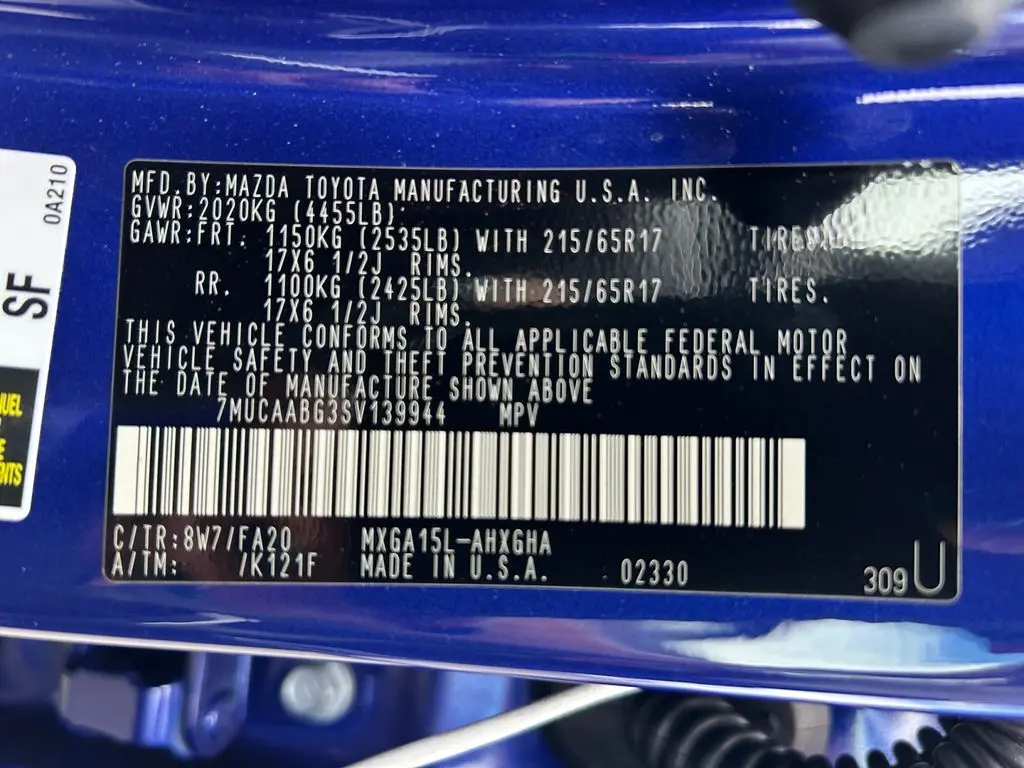 0A210
SF
MFD.BY:MAZDA TOYOTA MANUFACTURING U.S.A. INC.
GVWR:2020KG (4455LB)
GAWR:FRT. 1150KG (2535LB) WITH 215/65R17 TIRES.
17X6 1/2J RIMS.
RR. 1100KG (2425LB) WITH 215/65R17 TIRES.
17X6 1/2J RIMS.
THIS VEHICLE CONFORMS TO ALL APPLICABLE FEDERAL MOTOR
VEHICLE SAFETY AND THEFT PREVENTION STANDARDS IN EFFECT ON
THE DATE OF MANUFACTURE SHOWN ABOVE
7MUCAABG3SV139944 MPV
C/TR:8W7/FA20 MXGA15L-AHXGHA
A/TM: /K121F MADE IN U.S.A. 02330
309 U